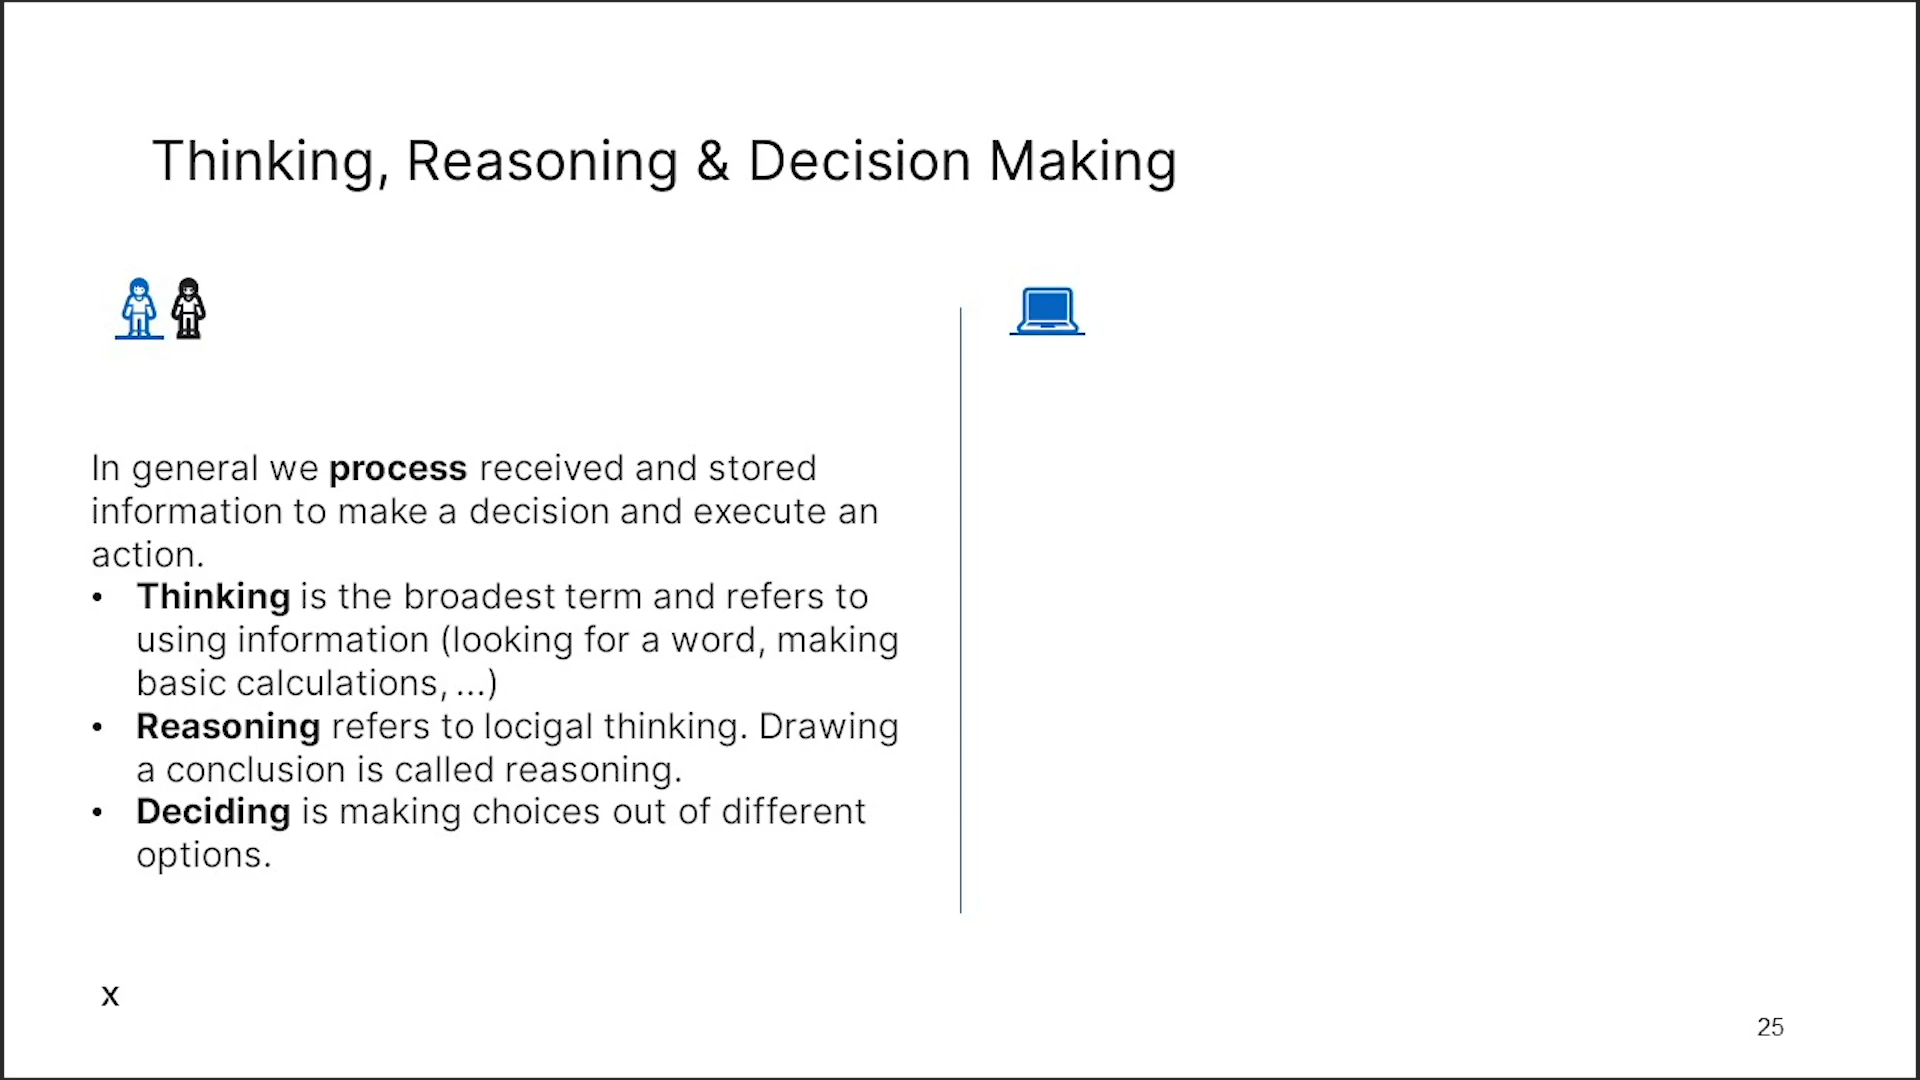 Thinking, Reasoning & Decision Making
In general we process received and stored
information to make a decision and execute an
action.
• Thinking is the broadest term and refers to
using information (looking for a word, making
basic calculations, ...)
• Reasoning refers to locigal thinking. Drawing
a conclusion is called reasoning.
• Deciding is making choices out of different
options.
x
25